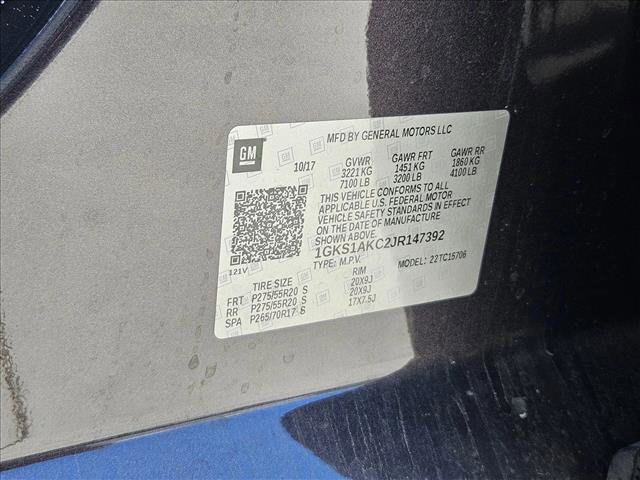 MFD BY GENERAL MOTORS LLC
GM
10/17 GVWR GAWR FRT GAWR RR
3221 KG 1451 KG 1860 KG
7100 LB 3200 LB 4100 LB
THIS VEHICLE CONFORMS TO ALL
APPLICABLE U.S. FEDERAL MOTOR
VEHICLE SAFETY STANDARDS IN EFFECT
ON THE DATE OF MANUFACTURE
1GKS1AKC2JR147392
TYPE: M.P.V. MODEL: 22TC15706
121V
TIRE SIZE RIM
FRT P275/55R20 S 20X9J
RR P275/55R20 S 20X9J
SPA P265/70R17 S 17X7.5J